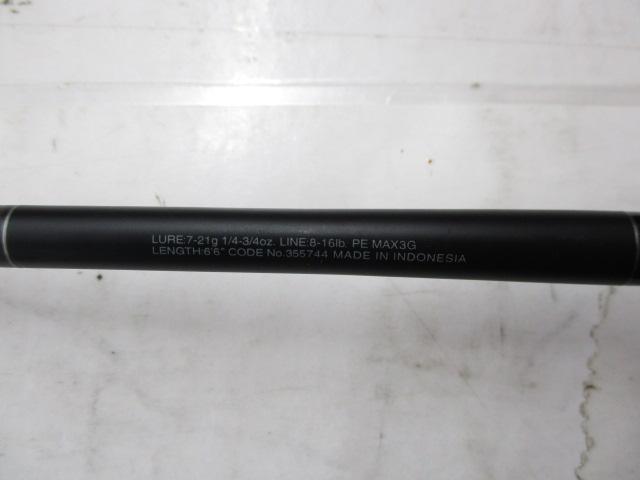 LURE:7-21g 1/4-3/4oz. LINE:8-16lb. PE MAX3G
LENGTH:6'6" CODE No.355744 MADE IN INDONESIA